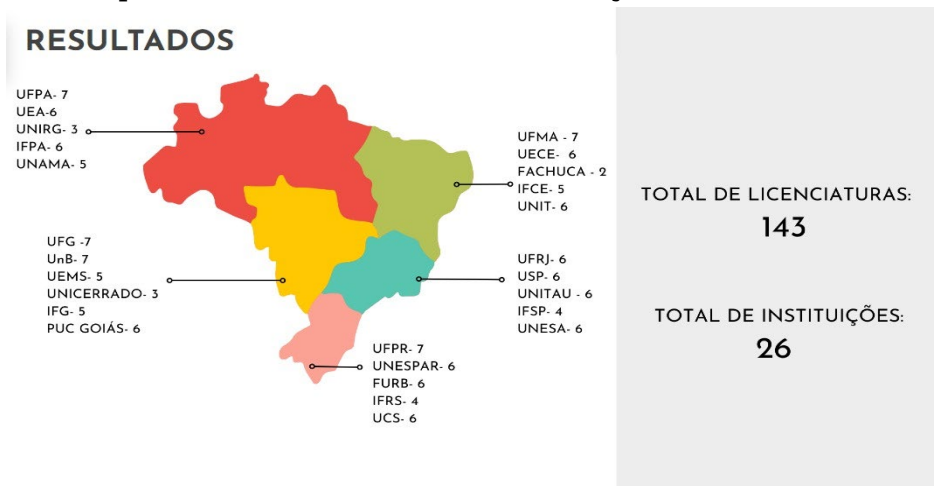 RESULTADOS
UFPA- 7
UEA-6
UNIRG- 3
IFPA- 6
UNAMA- 5
UFMA - 7
UECE- 6
FACHUCA - 2
IFCE- 5
UNIT- 6
UFG -7
UnB- 7
UEMS- 5
UNICERRADO- 3
IFG- 5
PUC GOIÁS- 6
UFRJ- 6
USP- 6
UNITAU - 6
IFSP- 4
UNESA- 6
UFPR- 7
UNESPAR- 6
FURB- 6
IFRS- 4
UCS- 6
TOTAL DE LICENCIATURAS:
143
TOTAL DE INSTITUIÇÕES:
26